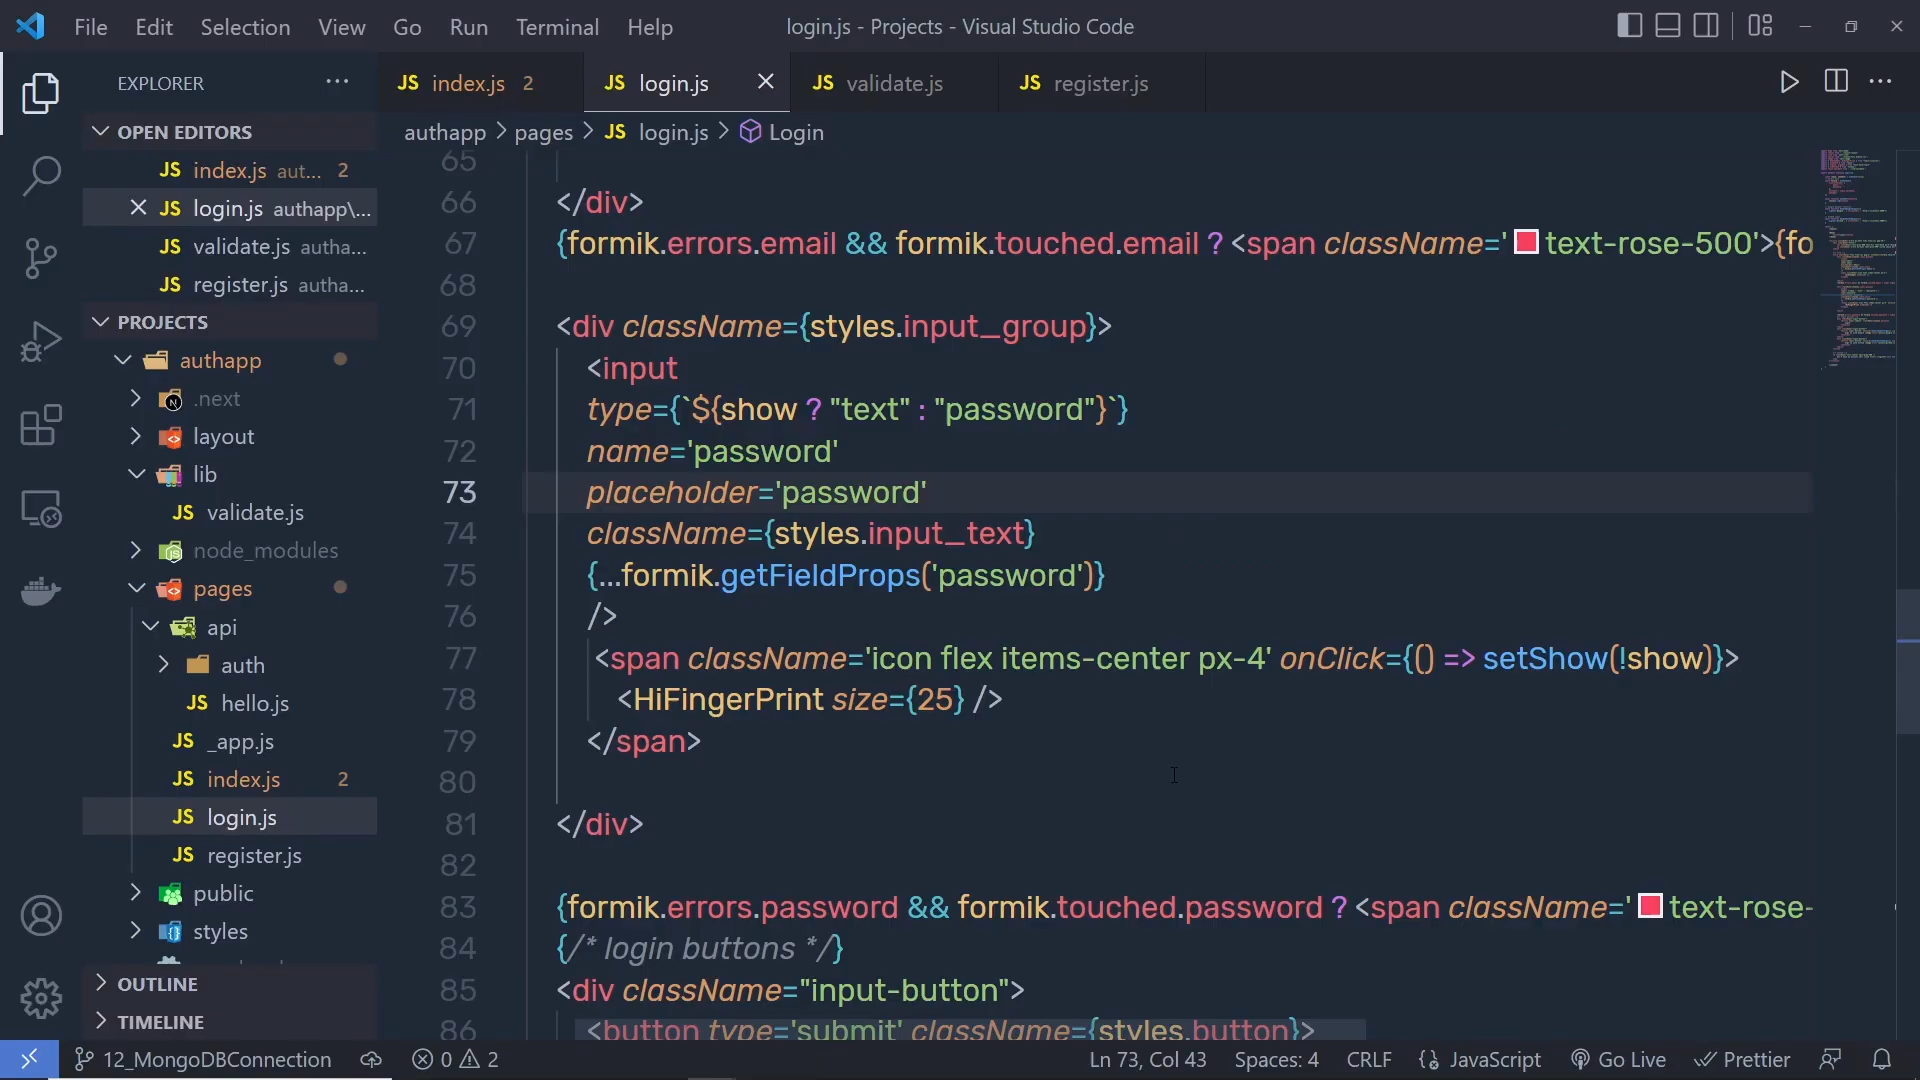 File Edit Selection View Go Run Terminal Help login.js - Projects - Visual Studio Code
EXPLORER
JS index.js 2 JS login.js JS validate.js JS register.js
OPEN EDITORS
authapp > pages > JS login.js > Login
JS index.js aut... 2
JS login.js authapp\...
JS validate.js autha...
JS register.js autha...
PROJECTS
authapp
.next
layout
lib
JS validate.js
node_modules
pages
api
auth
JS hello.js
JS _app.js
JS index.js 2
JS login.js
JS register.js
public
styles
OUTLINE
TIMELINE
65
66 </div>
67 {formik.errors.email && formik.touched.email ? <span className='text-rose-500'>{fo
68
69 <div className={styles.input_group}>
70 <input
71 type={`${show ? "text" : "password"}`}
72 name='password'
73 placeholder='password'
74 className={styles.input_text}
75 {...formik.getFieldProps('password')}
76 />
77 <span className='icon flex items-center px-4' onClick={() => setShow(!show)}>
78 <HiFingerPrint size={25} />
79 </span>
80
81 </div>
82
83 {formik.errors.password && formik.touched.password ? <span className='text-rose-
84 {/* login buttons */}
85 <div className="input-button">
86 <button type='submit' className={styles.button}>
12_MongoDBConnection 0 2 Ln 73, Col 43 Spaces: 4 CRLF JavaScript Go Live Prettier